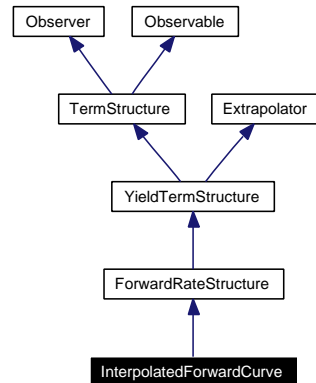 Observer
Observable
TermStructure
Extrapolator
YieldTermStructure
ForwardRateStructure
InterpolatedForwardCurve